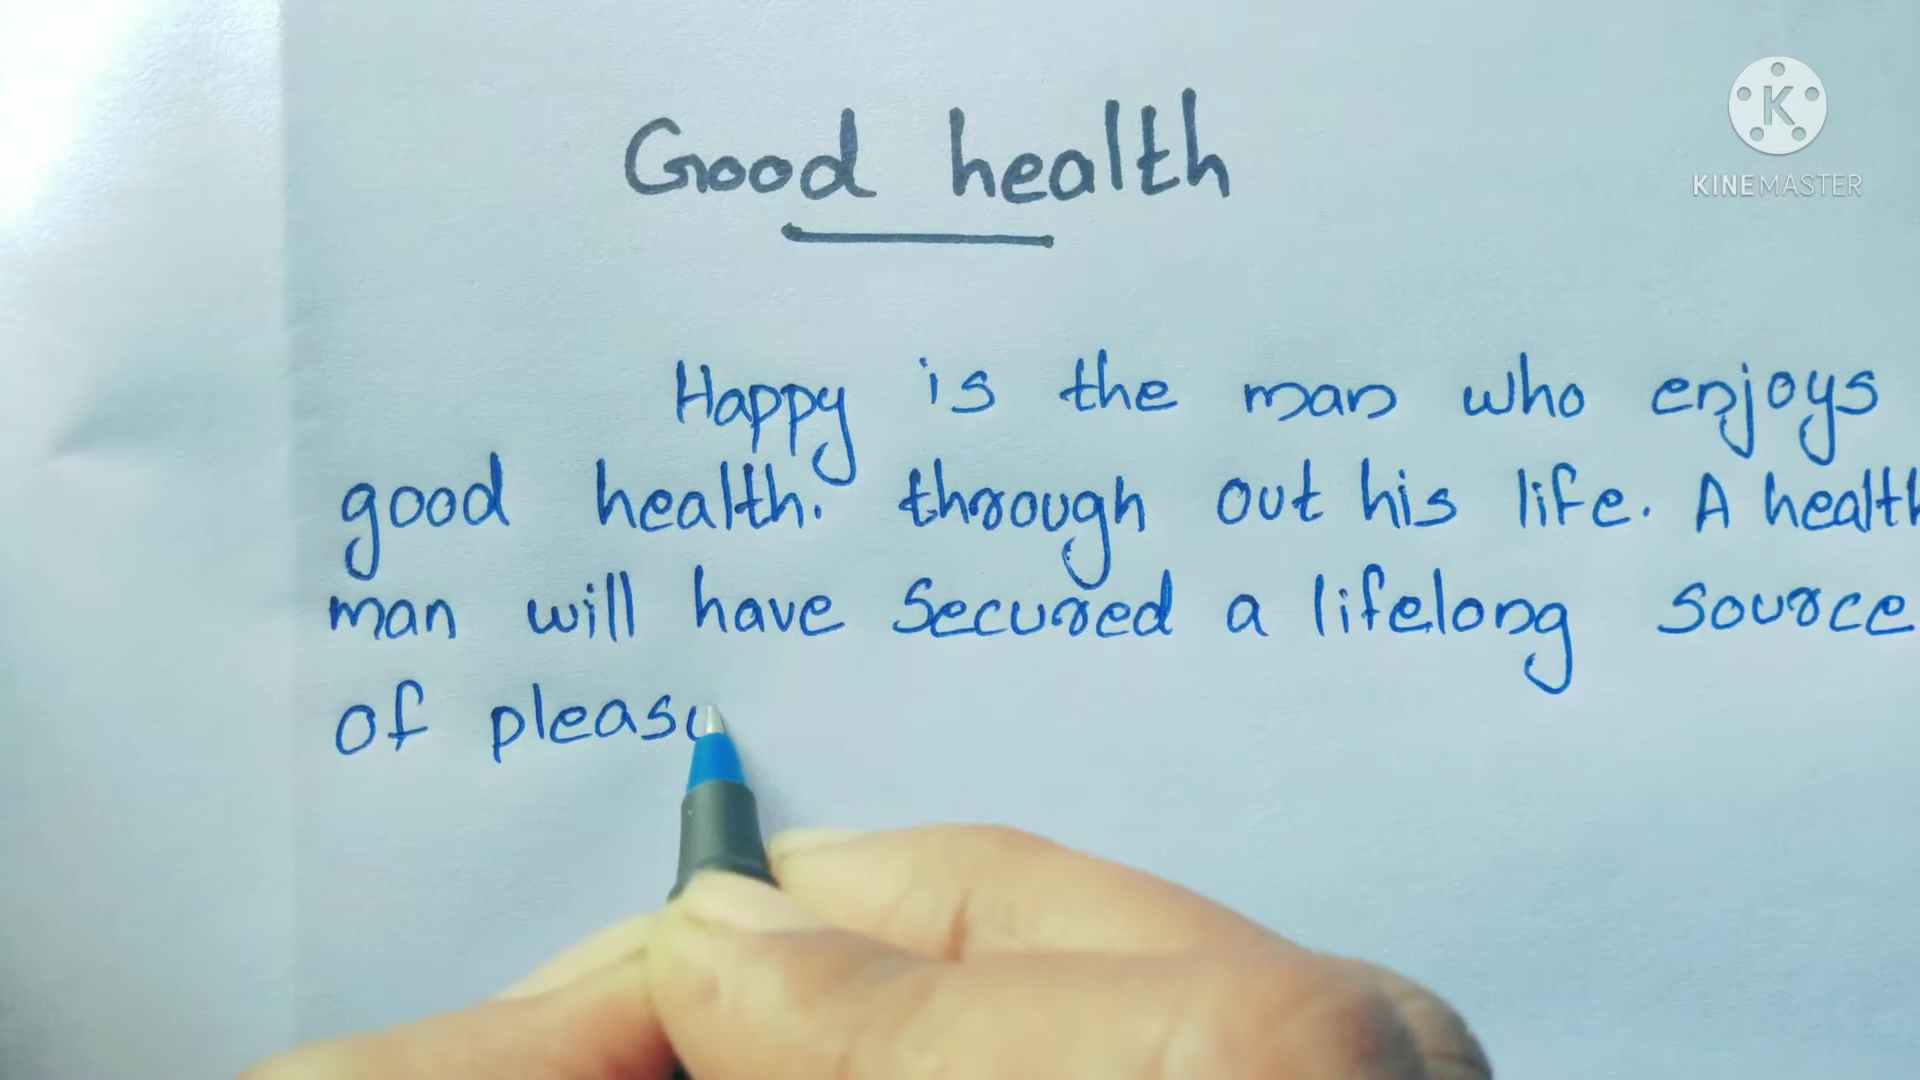 Good health
KINEMASTER
Happy is the man who enjoys
good health. through out his life. A health
man will have secured a lifelong source
of pleasu